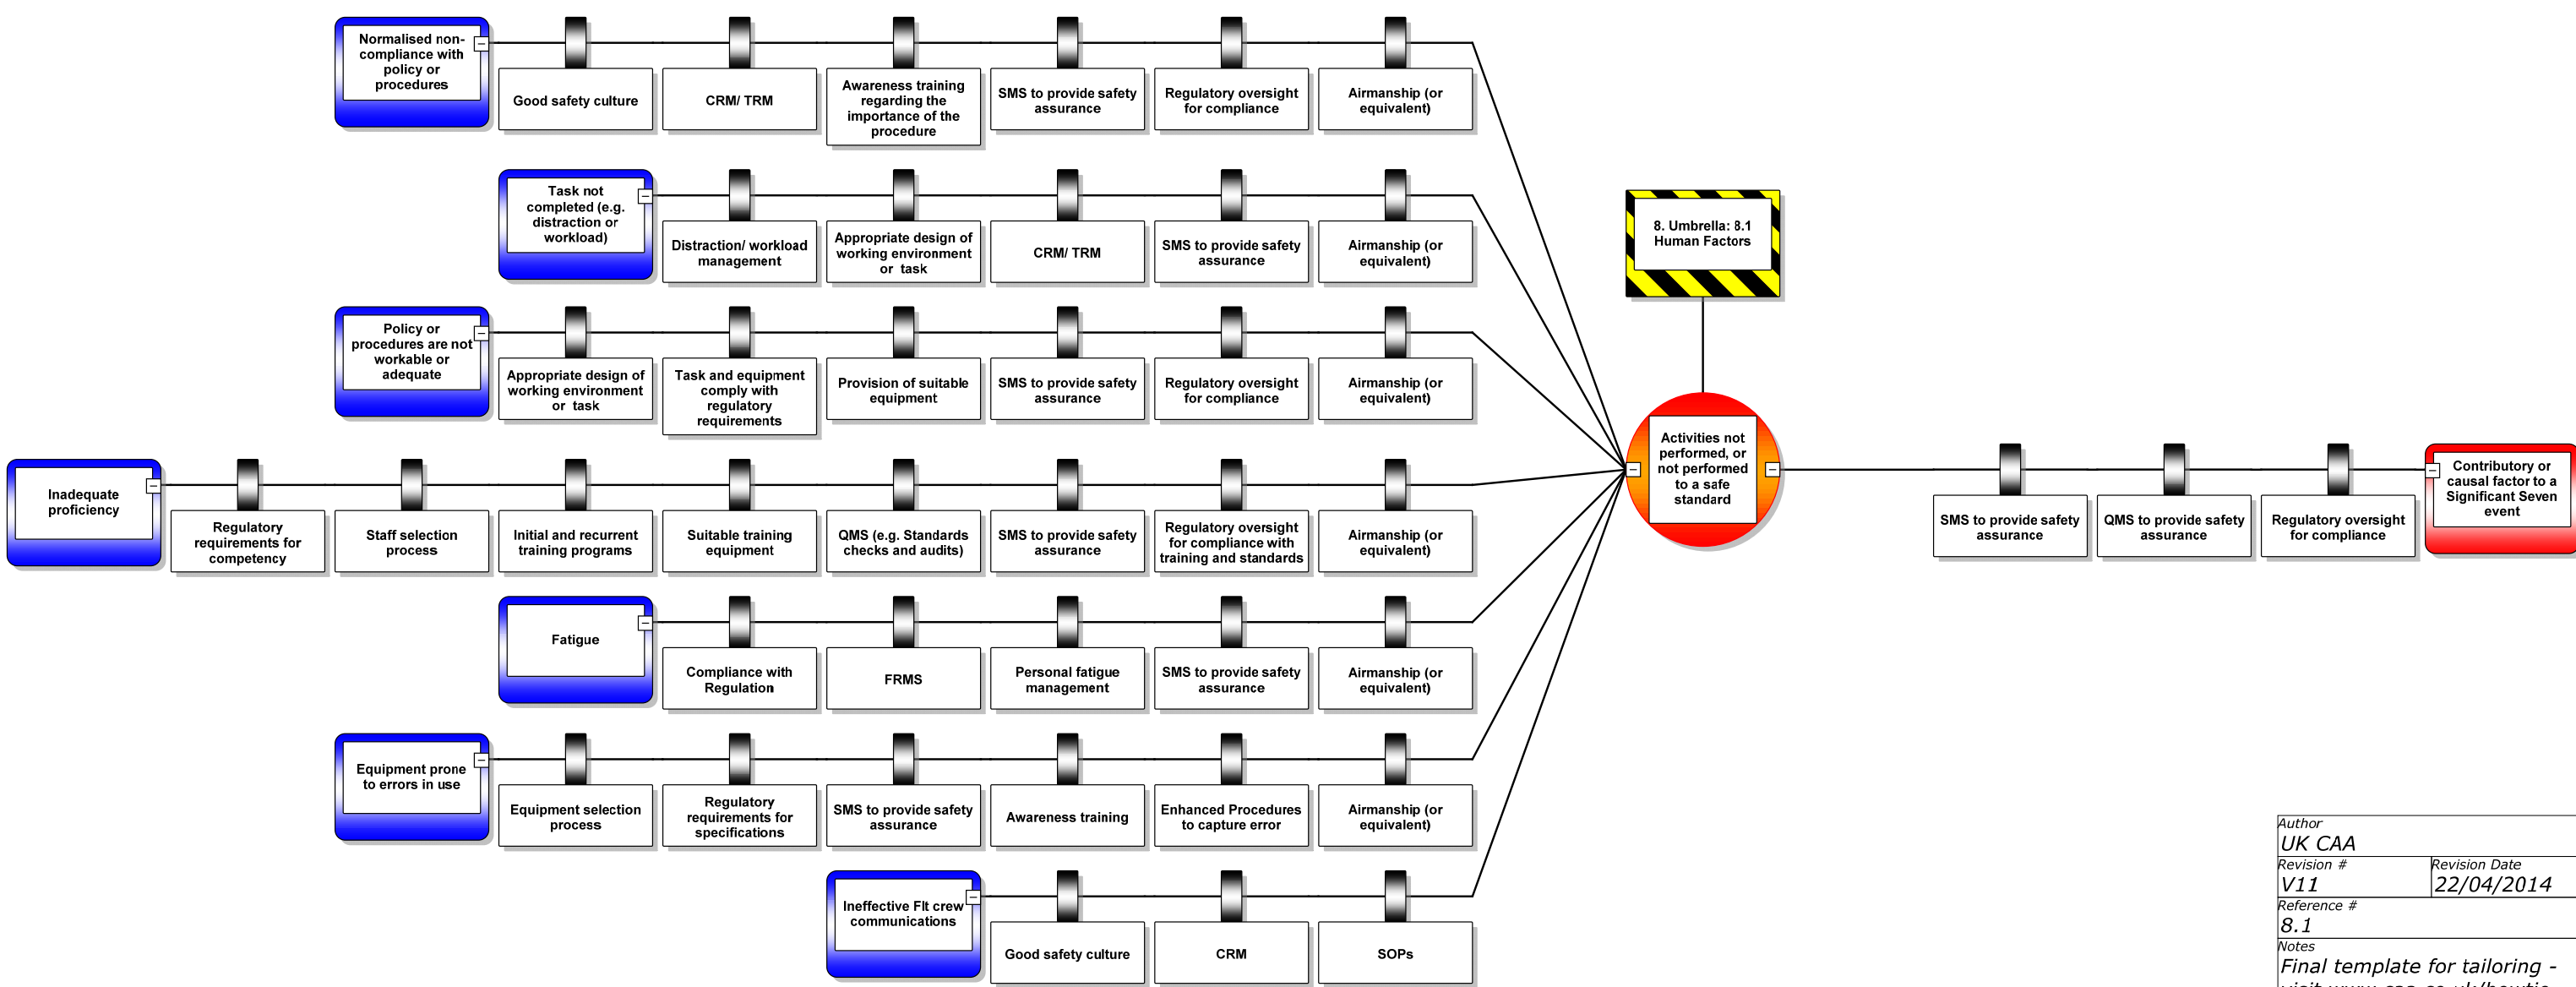 Normalised non-
compliance with
policy or
procedures
Good safety culture
CRM/ TRM
Awareness training
regarding the
importance of the
procedure
SMS to provide safety
assurance
Regulatory oversight
for compliance
Airmanship (or
equivalent)
Task not
completed (e.g.
distraction or
workload)
Distraction/ workload
management
Appropriate design of
working environment
or task
CRM/ TRM
SMS to provide safety
assurance
Airmanship (or
equivalent)
8. Umbrella: 8.1
Human Factors
Policy or
procedures are not
workable or
adequate
Appropriate design of
working environment
or task
Task and equipment
comply with
regulatory
requirements
Provision of suitable
equipment
SMS to provide safety
assurance
Regulatory oversight
for compliance
Airmanship (or
equivalent)
Inadequate
proficiency
Regulatory
requirements for
competency
Staff selection
process
Initial and recurrent
training programs
Suitable training
equipment
QMS (e.g. Standards
checks and audits)
SMS to provide safety
assurance
Regulatory oversight
for compliance with
training and standards
Airmanship (or
equivalent)
Activities not
performed, or
not performed
to a safe
standard
SMS to provide safety
assurance
QMS to provide safety
assurance
Regulatory oversight
for compliance
Contributory or
causal factor to a
Significant Seven
event
Fatigue
Compliance with
Regulation
FRMS
Personal fatigue
management
SMS to provide safety
assurance
Airmanship (or
equivalent)
Equipment prone
to errors in use
Equipment selection
process
Regulatory
requirements for
specifications
SMS to provide safety
assurance
Awareness training
Enhanced Procedures
to capture error
Airmanship (or
equivalent)
Ineffective Flt crew
communications
Good safety culture
CRM
SOPs
Author
UK CAA
Revision #
V11
Revision Date
22/04/2014
Reference #
8.1
Notes
Final template for tailoring -
visit www.caa.co.uk/bowtie